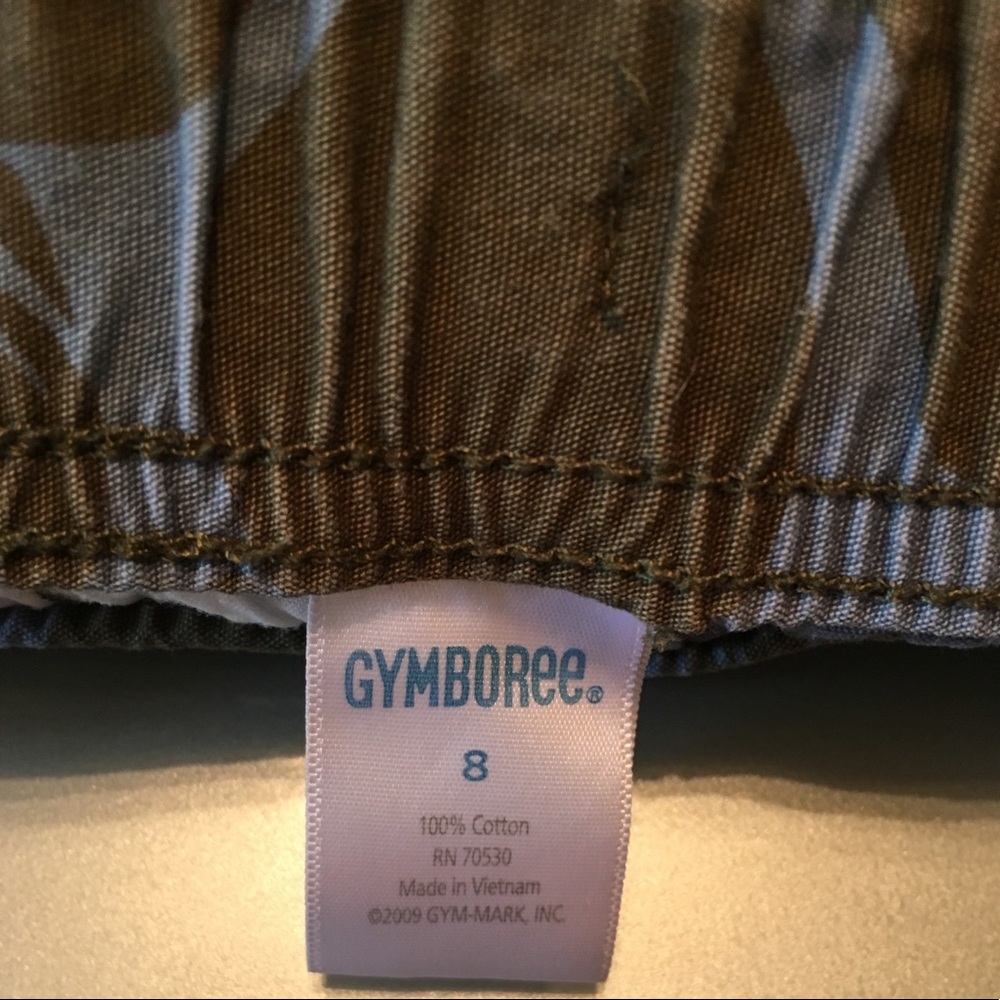 GYMBORee®
8
100% Cotton
RN 70530
Made in Vietnam
©2009 GYM-MARK, INC.